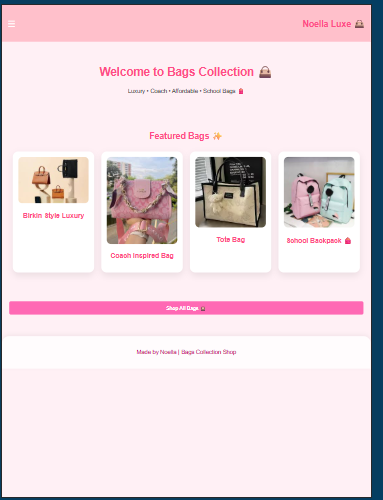 Noella Luxe 👜
Welcome to Bags Collection 👜
Luxury • Coach • Affordable • School Bags 🎒
Featured Bags ✨
Birkin Style Luxury
Coach Inspired Bag
Tote Bag
School Backpack 🎒
Shop All Bags 👜
Made by Noella | Bags Collection Shop